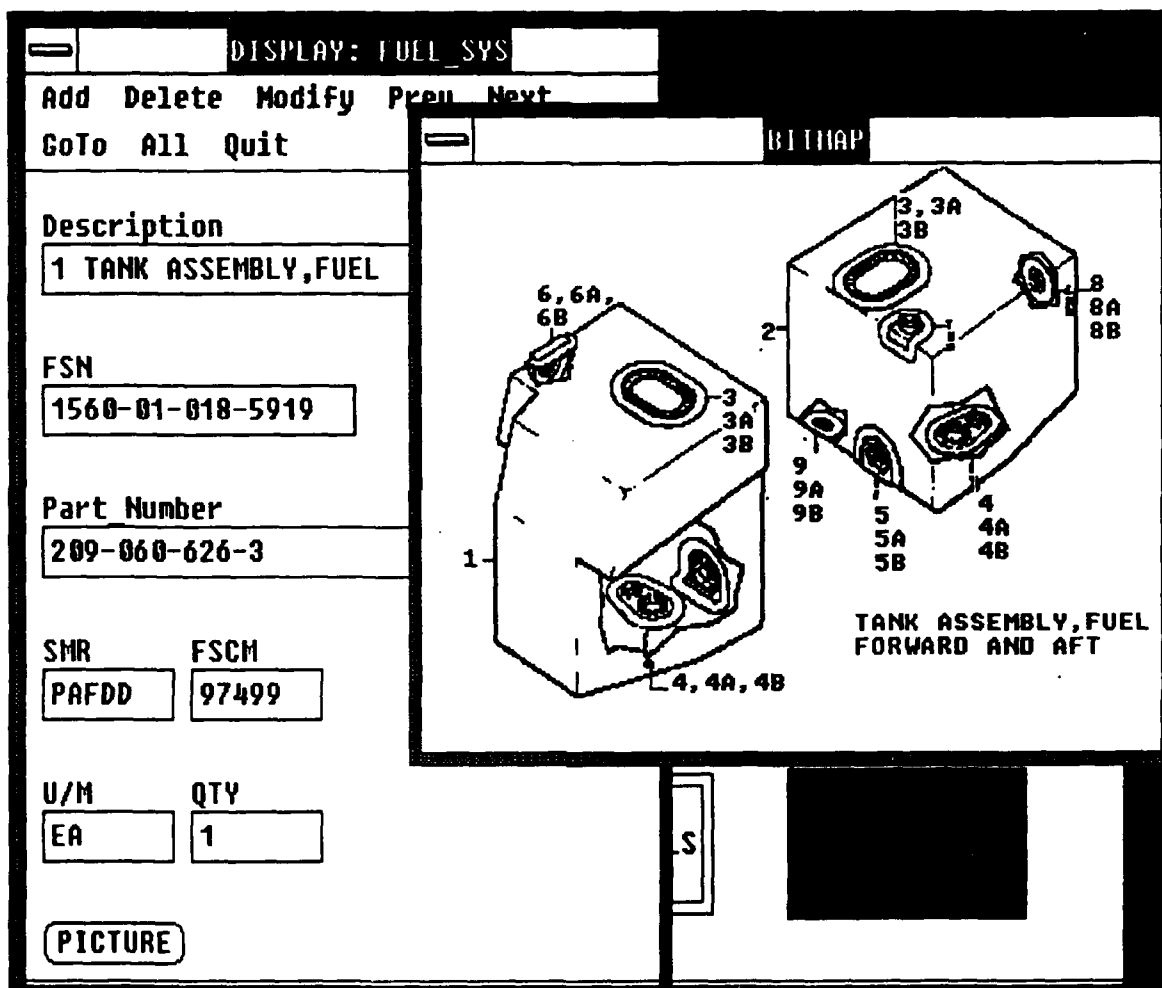 DISPLAY: FUEL_SYS
Add Delete Modify Prev Next
GoTo All Quit
Description
1 TANK ASSEMBLY,FUEL
FSN
1560-01-018-5919
Part_Number
209-060-626-3
SMR FSCM
PAFDD 97499
U/M QTY
EA 1
PICTURE
BITMAP
3,3A
3B
8
8A
8B
2
6,6A,
6B
3
3A
3B
9
9A
9B
5
5A
5B
4
4A
4B
1
4,4A,4B
TANK ASSEMBLY,FUEL
FORWARD AND AFT
LS